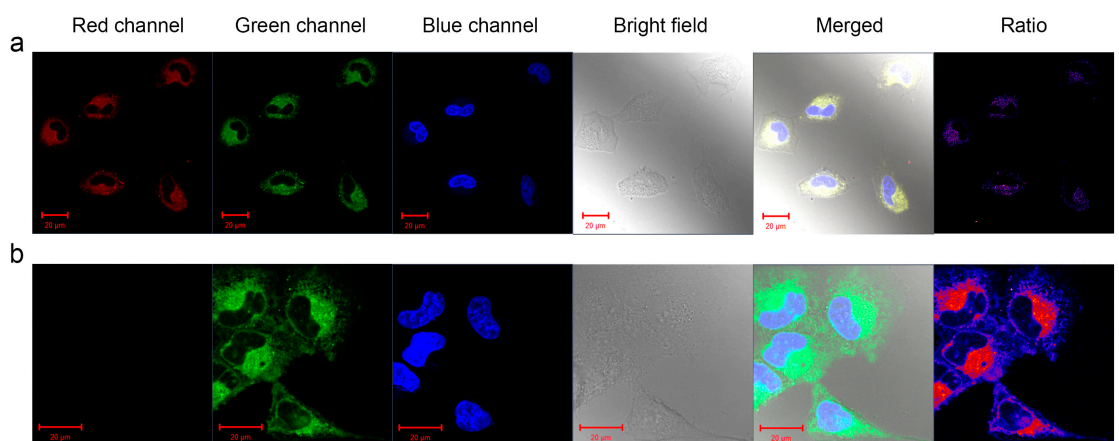 Red channel Green channel Blue channel Bright field Merged Ratio
a
20 μm 20 μm 20 μm 20 μm 20 μm
b
20 μm 20 μm 20 μm 20 μm 20 μm